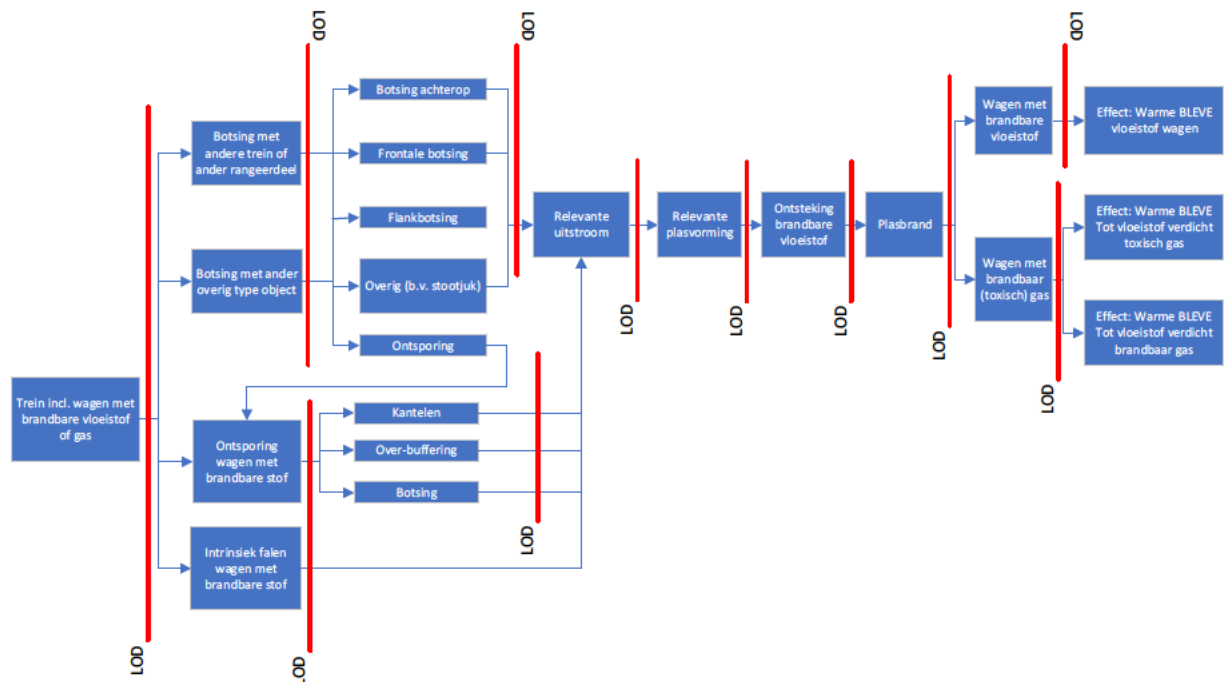 LOD
LOD
LOD
Botsing achterop
Wagen met
brandbare
vloeistof
Effect: Warme BLEVE
vloeistof wagen
Botsing met
andere trein of
ander rangeerdeel
Frontale botsing
Flankbotsing
Relevante
uitstroom
Relevante
plasvorming
Ontsteking
brandbare
vloeistof
Plasbrand
Effect: Warme BLEVE
Tot vloeistof verdicht
toxisch gas
Botsing met ander
overig type object
Overig (b.v. stootjuk)
Wagen met
brandbaar
(toxisch) gas
LOD
LOD
LOD
LOD
Effect: Warme BLEVE
Tot vloeistof verdicht
brandbaar gas
Ontsporing
LOD
Trein incl. wagen met
brandbare vloeistof
of gas
Ontsporing
wagen met
brandbare stof
Kantelen
Over-buffering
Botsing
LOD
Intrinsiek falen
wagen met
brandbare stof
LOD
LOD